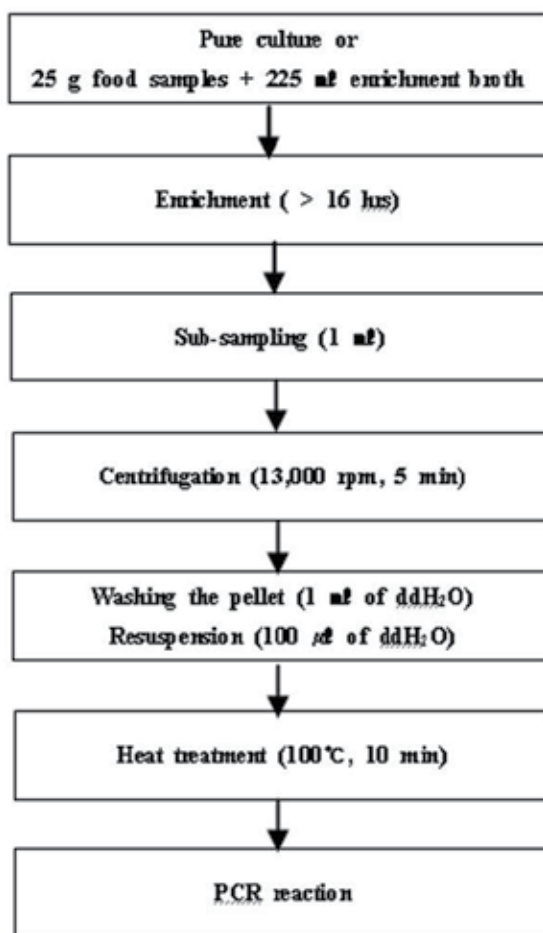 Pure culture or
25 g food samples + 225 ㎖ enrichment broth
Enrichment ( > 16 hrs)
Sub-sampling (1 ㎖)
Centrifugation (13,000 rpm, 5 min)
Washing the pellet (1 ㎖ of ddH₂O)
Resuspension (100 ㎕ of ddH₂O)
Heat treatment (100℃, 10 min)
PCR reaction